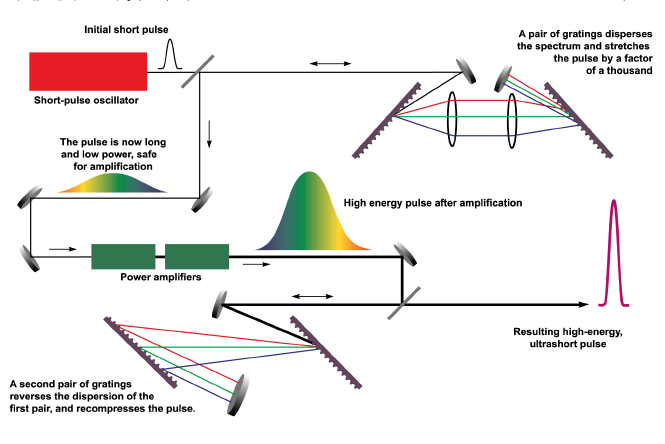 Initial short pulse
A pair of gratings disperses
the spectrum and stretches
the pulse by a factor
of a thousand
Short-pulse oscillator
The pulse is now long
and low power, safe
for amplification
High energy pulse after amplification
Power amplifiers
Resulting high-energy,
ultrashort pulse
A second pair of gratings
reverses the dispersion of the
first pair, and recompresses the pulse.